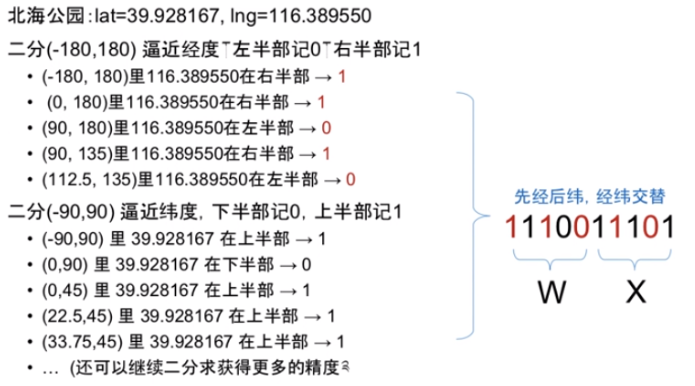 北海公园:lat=39.928167, lng=116.389550
二分(-180,180) 逼近经度 左半部记0 右半部记1
• (-180, 180)里116.389550在右半部 → 1
• (0, 180)里116.389550在右半部 → 1
• (90, 180)里116.389550在左半部 → 0
• (90, 135)里116.389550在右半部 → 1
• (112.5, 135)里116.389550在左半部 → 0
二分(-90,90) 逼近纬度, 下半部记0, 上半部记1
• (-90,90) 里 39.928167 在上半部 → 1
• (0,90) 里 39.928167 在下半部 → 0
• (0,45) 里 39.928167 在上半部 → 1
• (22.5,45) 里 39.928167 在上半部 → 1
• (33.75,45) 里 39.928167 在上半部 → 1
• … (还可以继续二分求获得更多的精度
先经后纬, 经纬交替
1110011101
W X